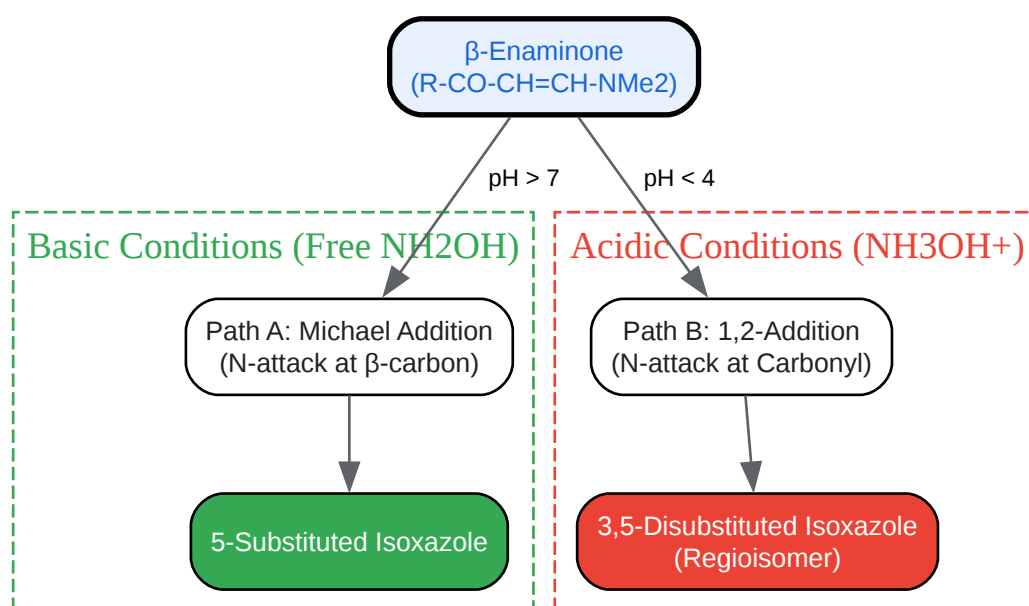 β-Enaminone
(R-CO-CH=CH-NMe2)
pH > 7
pH < 4
Basic Conditions (Free NH2OH)
Acidic Conditions (NH3OH+)
Path A: Michael Addition
(N-attack at β-carbon)
Path B: 1,2-Addition
(N-attack at Carbonyl)
5-Substituted Isoxazole
3,5-Disubstituted Isoxazole
(Regioisomer)